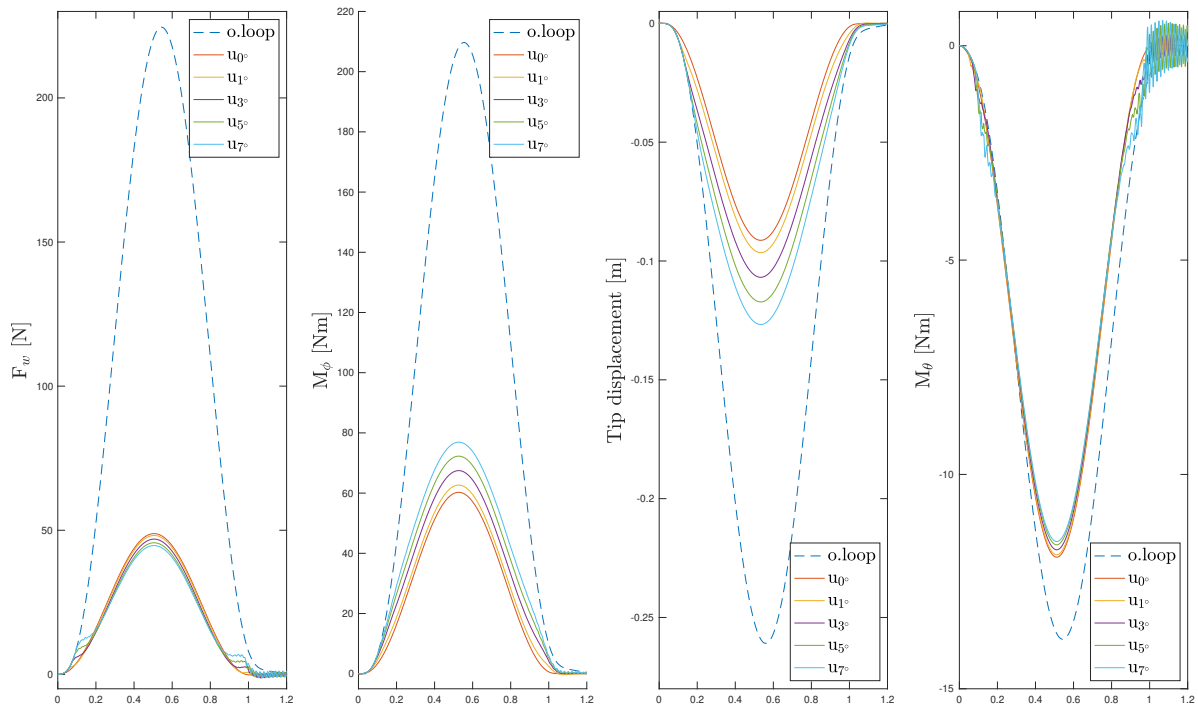 F_w [N]
250
200
150
100
50
0
0 0.2 0.4 0.6 0.8 1 1.2
o.loop
u_0°
u_1°
u_3°
u_5°
u_7°
M_ϕ [Nm]
220
200
180
160
140
120
100
80
60
40
20
0
0 0.2 0.4 0.6 0.8 1 1.2
o.loop
u_0°
u_1°
u_3°
u_5°
u_7°
Tip displacement [m]
0
-0.05
-0.1
-0.15
-0.2
-0.25
0 0.2 0.4 0.6 0.8 1 1.2
o.loop
u_0°
u_1°
u_3°
u_5°
u_7°
M_θ [Nm]
0
-5
-10
-15
0 0.2 0.4 0.6 0.8 1 1.2
o.loop
u_0°
u_1°
u_3°
u_5°
u_7°